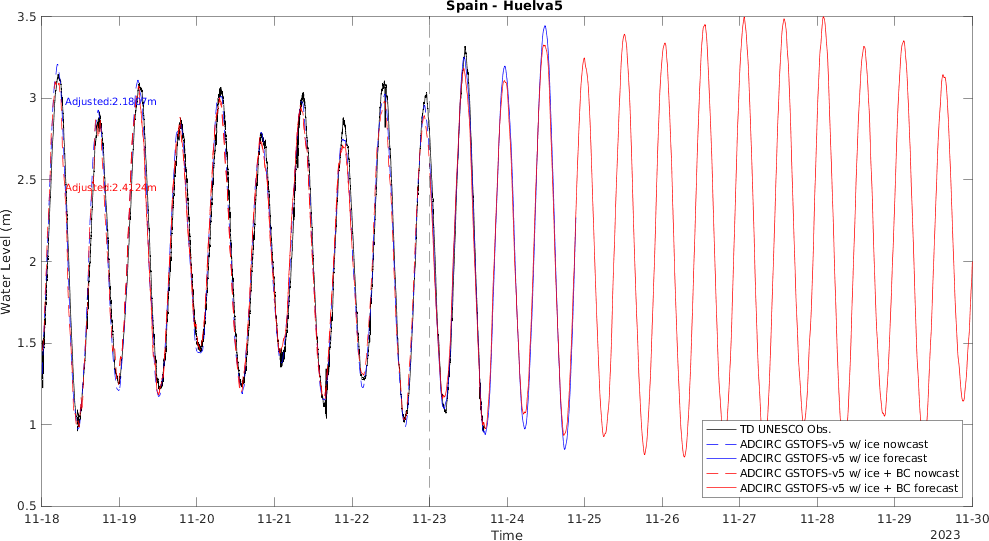 Spain - Huelva5
Water Level (m)
3.5
3
2.5
2
1.5
1
0.5
Adjusted:2.1887m
Adjusted:2.4124m
TD UNESCO Obs.
ADCIRC GSTOFS-v5 w/ ice nowcast
ADCIRC GSTOFS-v5 w/ ice forecast
ADCIRC GSTOFS-v5 w/ ice + BC nowcast
ADCIRC GSTOFS-v5 w/ ice + BC forecast
11-18 11-19 11-20 11-21 11-22 11-23 11-24 11-25 11-26 11-27 11-28 11-29 11-30
Time
2023